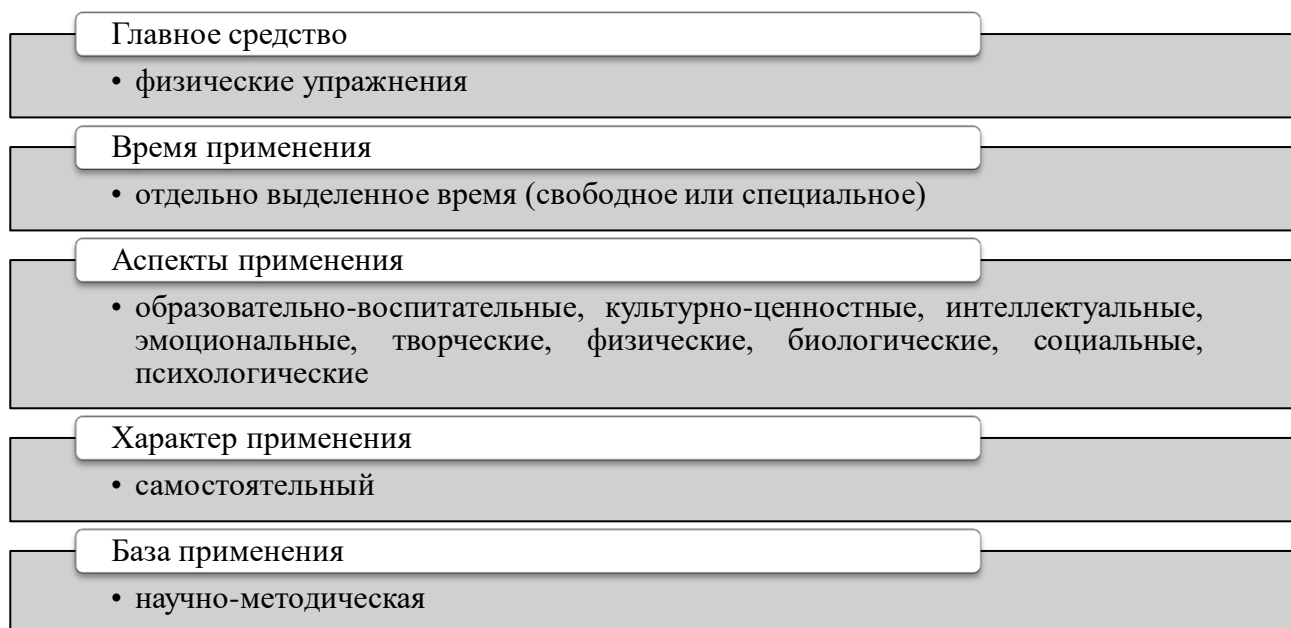 Главное средство
• физические упражнения
Время применения
• отдельно выделенное время (свободное или специальное)
Аспекты применения
• образовательно-воспитательные, культурно-ценностные, интеллектуальные,
эмоциональные, творческие, физические, биологические, социальные,
психологические
Характер применения
• самостоятельный
База применения
• научно-методическая